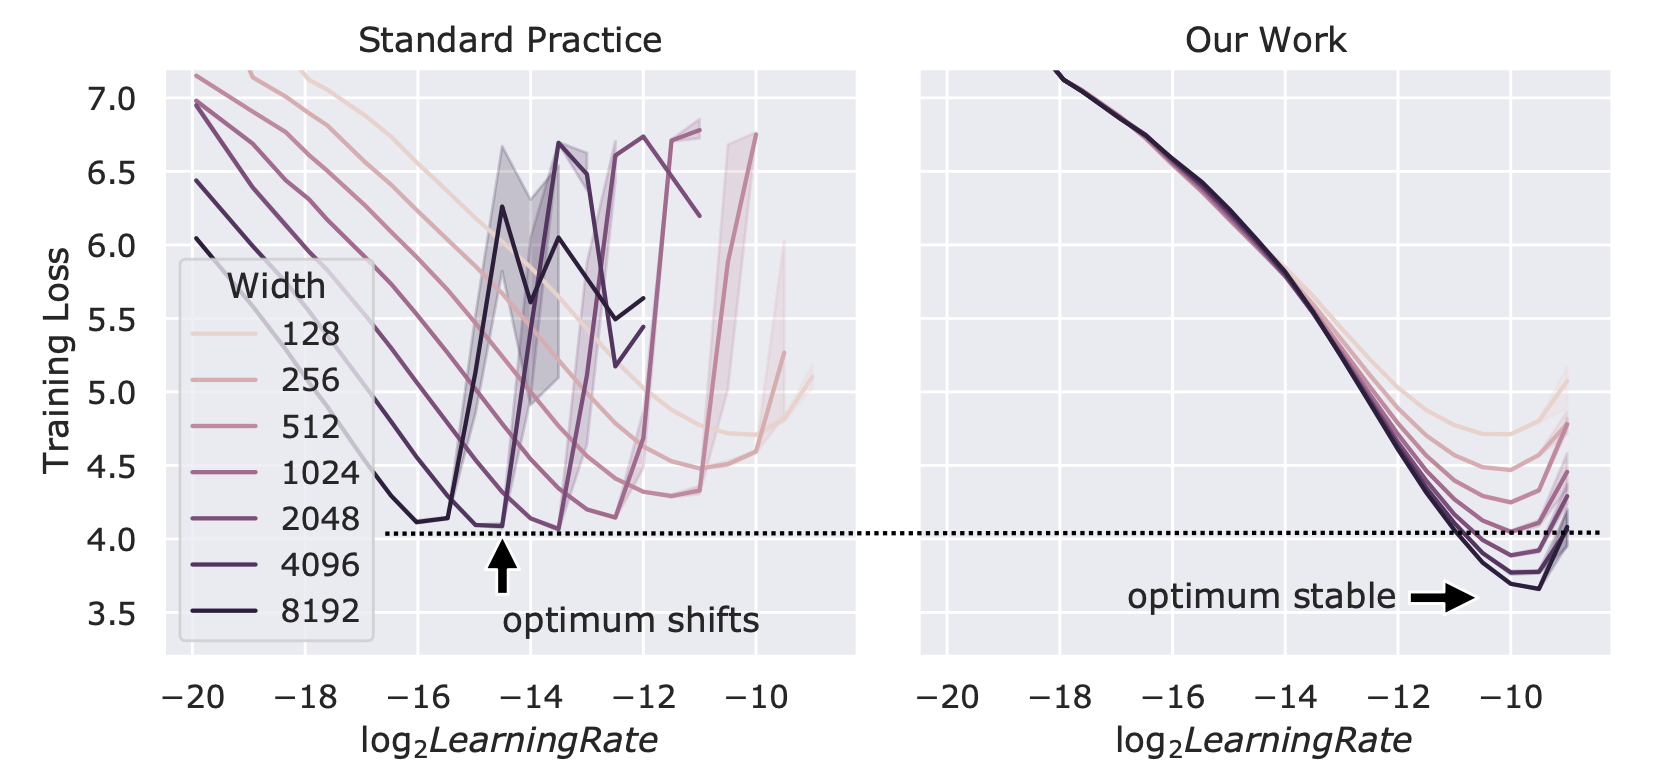 Standard Practice
Our Work
Training Loss
7.0
6.5
6.0
5.5
5.0
4.5
4.0
3.5
Width
128
256
512
1024
2048
4096
8192
optimum shifts
optimum stable
−20 −18 −16 −14 −12 −10
−20 −18 −16 −14 −12 −10
log₂LearningRate
log₂LearningRate